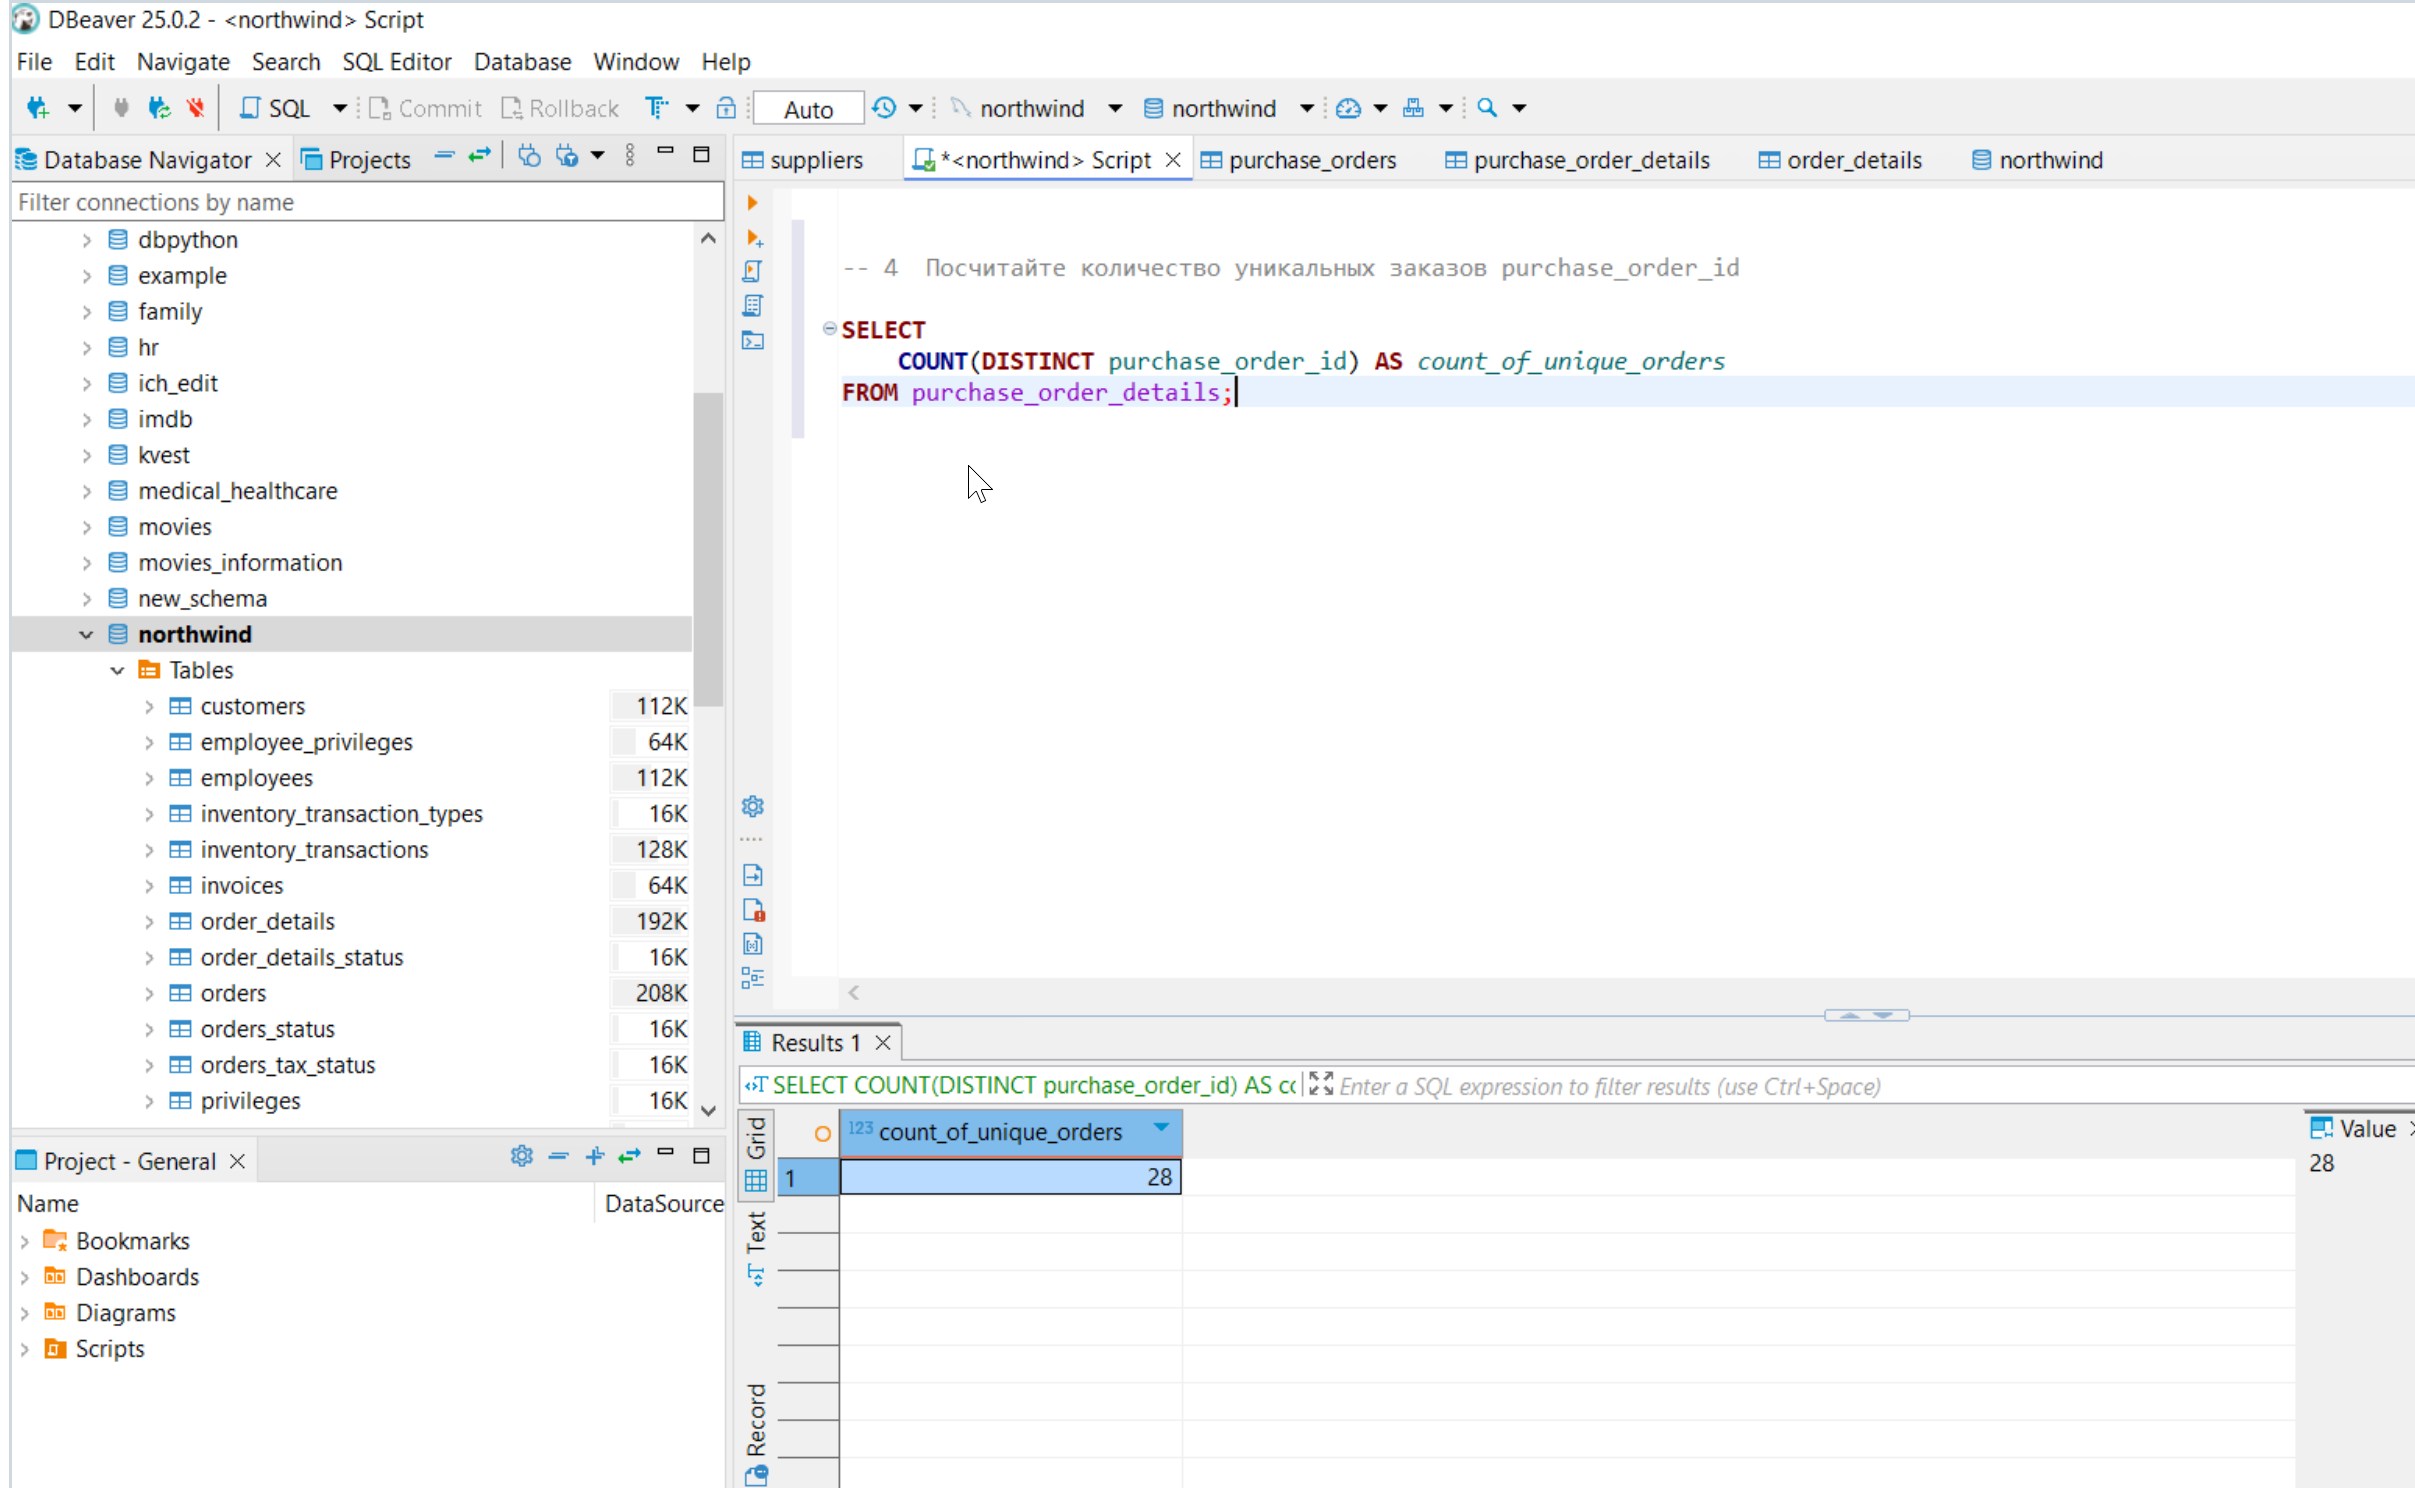 DBeaver 25.0.2 - <northwind> Script
File Edit Navigate Search SQL Editor Database Window Help
SQL Commit Rollback Auto northwind northwind
Database Navigator Projects
Filter connections by name
dbpython
example
family
hr
ich_edit
imdb
kvest
medical_healthcare
movies
movies_information
new_schema
northwind
Tables
customers 112K
employee_privileges 64K
employees 112K
inventory_transaction_types 16K
inventory_transactions 128K
invoices 64K
order_details 192K
order_details_status 16K
orders 208K
orders_status 16K
orders_tax_status 16K
privileges 16K
Project - General
Name DataSource
Bookmarks
Dashboards
Diagrams
Scripts
suppliers *<northwind> Script purchase_orders purchase_order_details order_details northwind
-- 4  Посчитайте количество уникальных заказов purchase_order_id
SELECT
COUNT(DISTINCT purchase_order_id) AS count_of_unique_orders
FROM purchase_order_details;
Results 1
SELECT COUNT(DISTINCT purchase_order_id) AS cc Enter a SQL expression to filter results (use Ctrl+Space)
Grid
Text
Record
123 count_of_unique_orders
1 28
Value
28